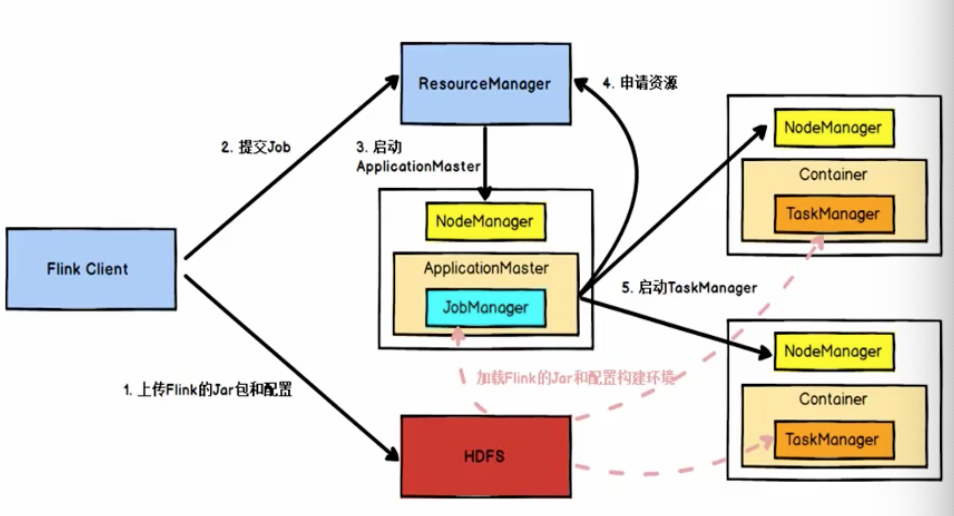 ResourceManager
4. 申请资源
2. 提交Job
3. 启动
ApplicationMaster
NodeManager
Container
TaskManager
NodeManager
ApplicationMaster
JobManager
Flink Client
5. 启动TaskManager
NodeManager
Container
TaskManager
1. 上传Flink的Jar包和配置
加载Flink的Jar和配置构建环境
HDFS